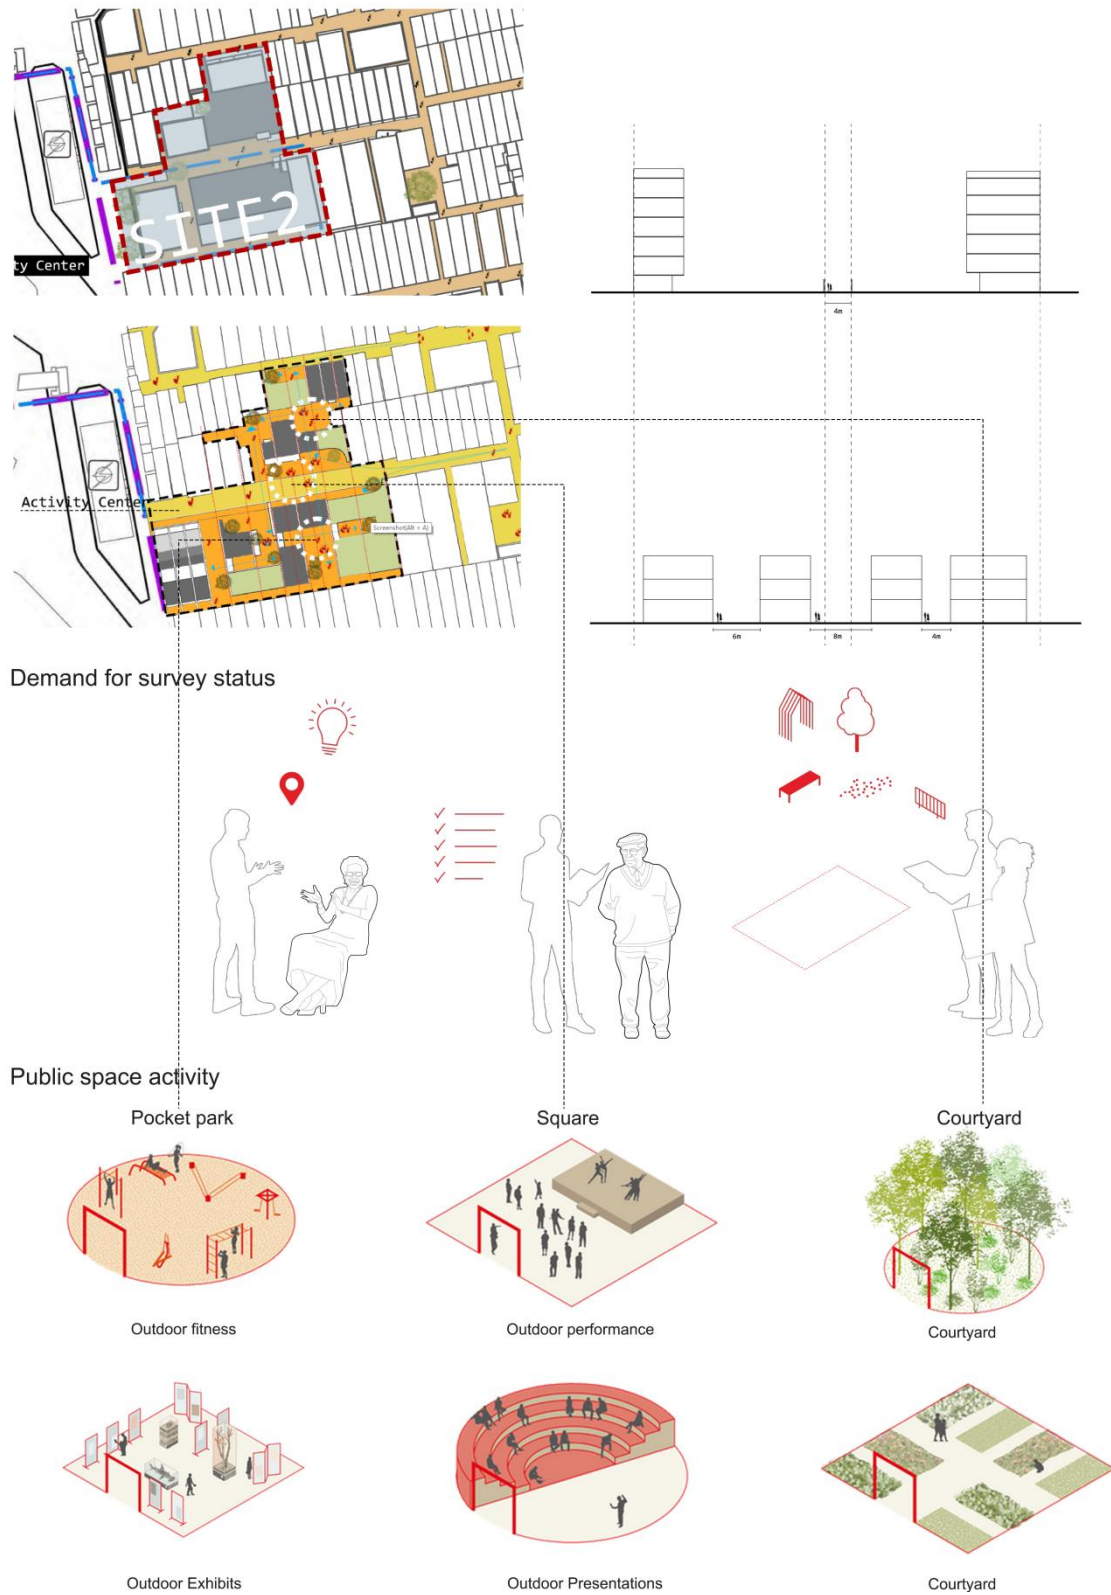 SITE2
ty Center
4m
Activity Center
Screenshot(Alt + A)
6m
8m
4m
Demand for survey status
Public space activity
Pocket park
Square
Courtyard
Outdoor fitness
Outdoor performance
Courtyard
Outdoor Exhibits
Outdoor Presentations
Courtyard